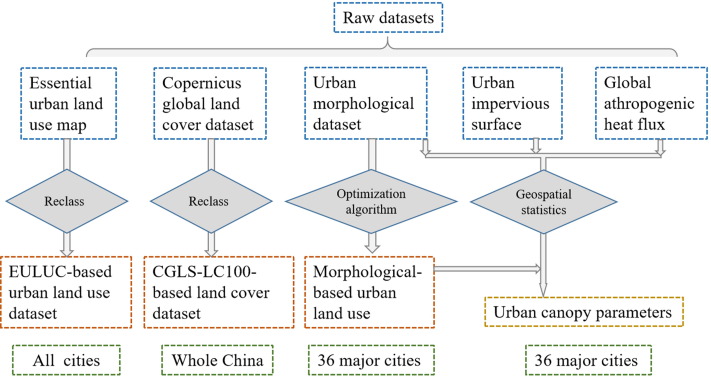 Raw datasets
Essential
urban land
use map
Copernicus
global land
cover dataset
Urban
morphological
dataset
Urban
impervious
surface
Global
athropogenic
heat flux
Reclass
Reclass
Optimization
algorithm
Geospatial
statistics
EULUC-based
urban land use
dataset
CGLS-LC100-
based land cover
dataset
Morphological-
based urban
land use
Urban canopy parameters
All cities
Whole China
36 major cities
36 major cities